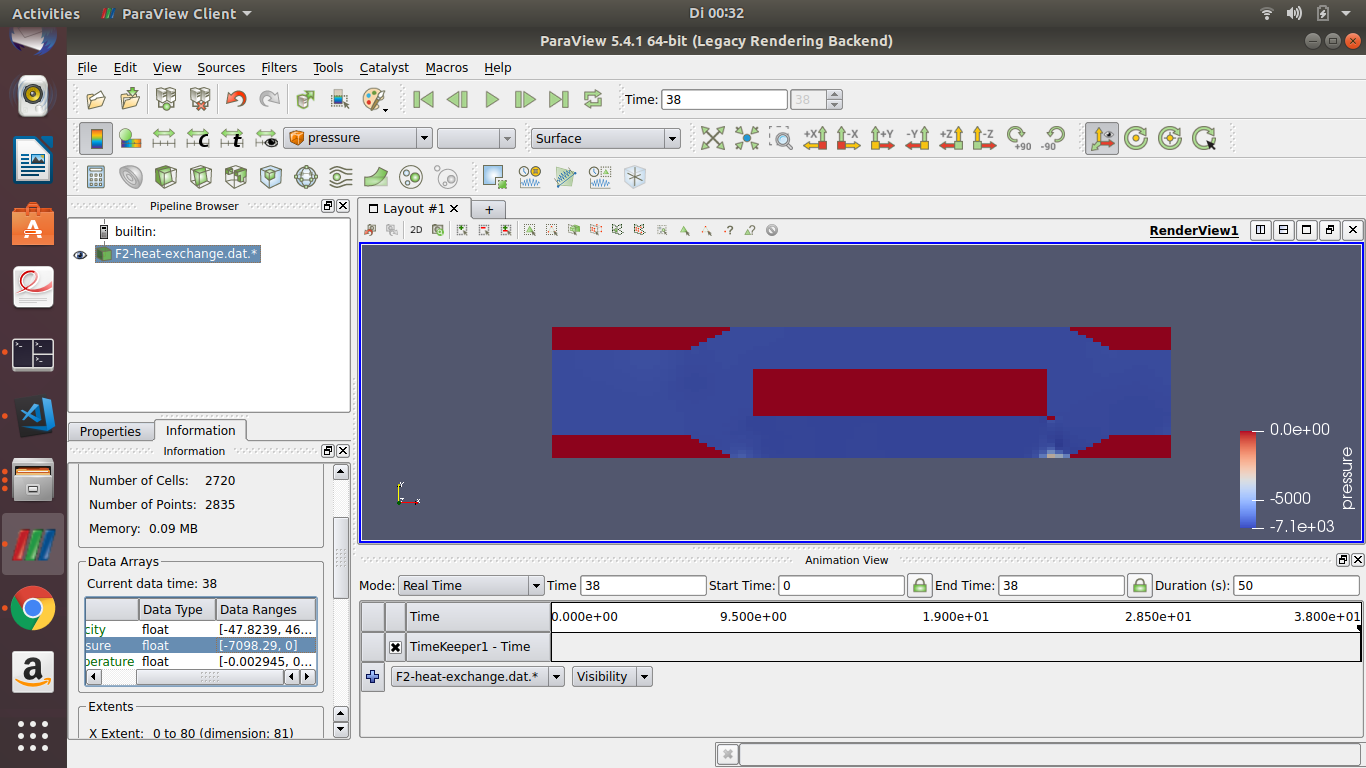 Activities ParaView Client Di 00:32
ParaView 5.4.1 64-bit (Legacy Rendering Backend)
File Edit View Sources Filters Tools Catalyst Macros Help
Time: 38 38
pressure Surface +X -X +Y -Y +Z -Z +90 -90
Pipeline Browser
Layout #1
builtin:
F2-heat-exchange.dat.*
2D RenderView1
0.0e+00
-5000
-7.1e+03
pressure
Y
X
Properties Information
Information
Number of Cells: 2720
Number of Points: 2835
Memory: 0.09 MB
Data Arrays
Current data time: 38
Data Type Data Ranges
city float [-47.8239, 46...
sure float [-7098.29, 0]
perature float [-0.002945, 0...
Extents
X Extent: 0 to 80 (dimension: 81)
Animation View
Mode: Real Time Time 38 Start Time: 0 End Time: 38 Duration (s): 50
Time 0.000e+00 9.500e+00 1.900e+01 2.850e+01 3.800e+01
TimeKeeper1 - Time
F2-heat-exchange.dat.* Visibility